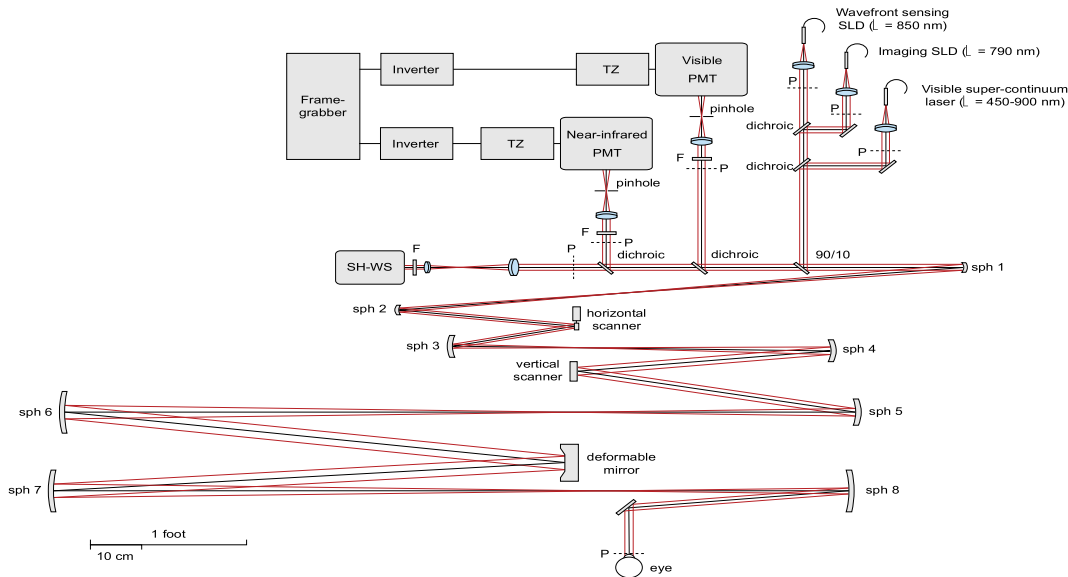 Wavefront sensing
SLD (L = 850 nm)
Imaging SLD (L = 790 nm)
Visible super-continuum
laser (L = 450-900 nm)
Frame-
grabber
Inverter
TZ
Visible
PMT
P
P
P
pinhole
dichroic
Inverter
TZ
Near-infrared
PMT
F
P
dichroic
pinhole
F
P
P
dichroic
dichroic
90/10
SH-WS
F
sph 1
sph 2
horizontal
scanner
sph 3
sph 4
vertical
scanner
sph 5
sph 6
deformable
mirror
sph 7
sph 8
1 foot
10 cm
P
eye